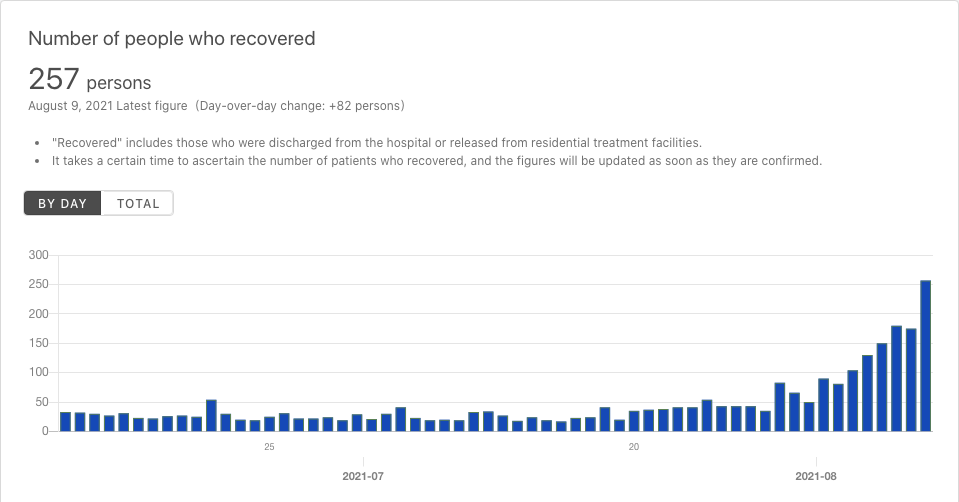 Number of people who recovered
257 persons
August 9, 2021 Latest figure (Day-over-day change: +82 persons)
• "Recovered" includes those who were discharged from the hospital or released from residential treatment facilities.
• It takes a certain time to ascertain the number of patients who recovered, and the figures will be updated as soon as they are confirmed.
BY DAY TOTAL
300
250
200
150
100
50
0
25 20
2021-07 2021-08